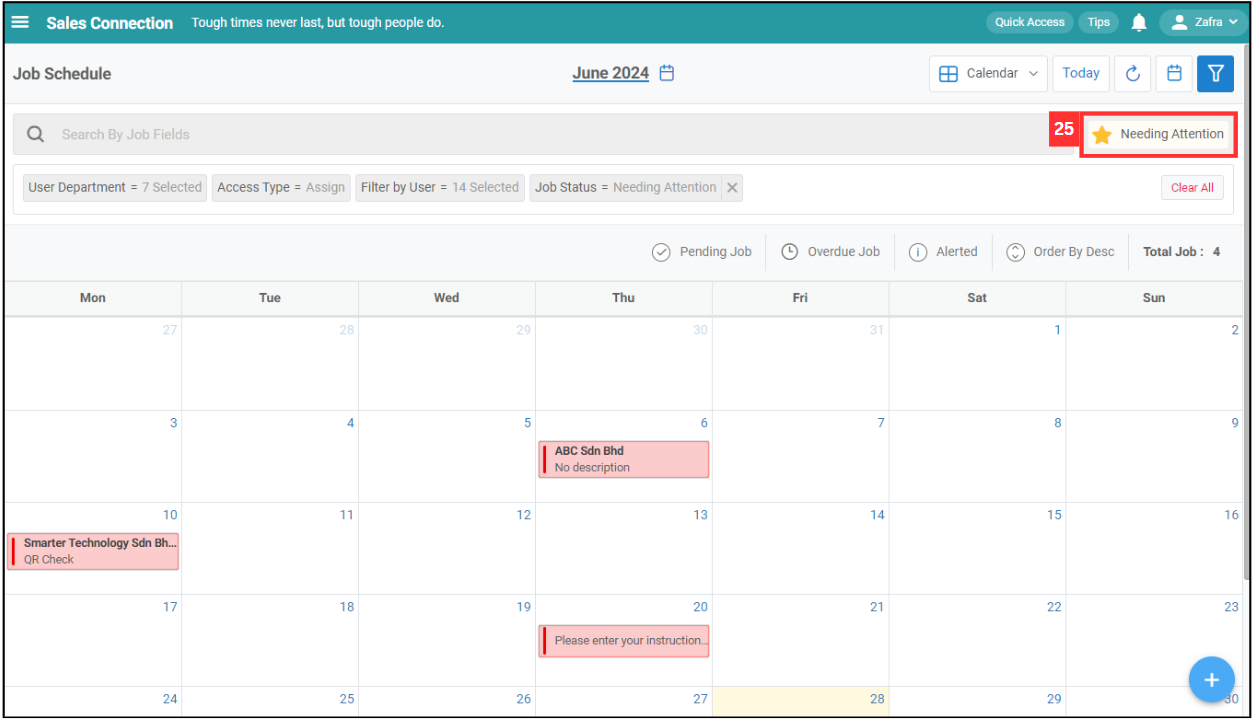 Sales Connection Tough times never last, but tough people do. Quick Access Tips Zafra
Job Schedule June 2024 Calendar Today
Search By Job Fields 25 Needing Attention
User Department = 7 Selected Access Type = Assign Filter by User = 14 Selected Job Status = Needing Attention Clear All
Pending Job Overdue Job Alerted Order By Desc Total Job : 4
Mon Tue Wed Thu Fri Sat Sun
27 28 29 30 31 1 2
3 4 5 6 7 8 9
ABC Sdn Bhd
No description
10 11 12 13 14 15 16
Smarter Technology Sdn Bh...
QR Check
17 18 19 20 21 22 23
Please enter your instruction...
24 25 26 27 28 29 30